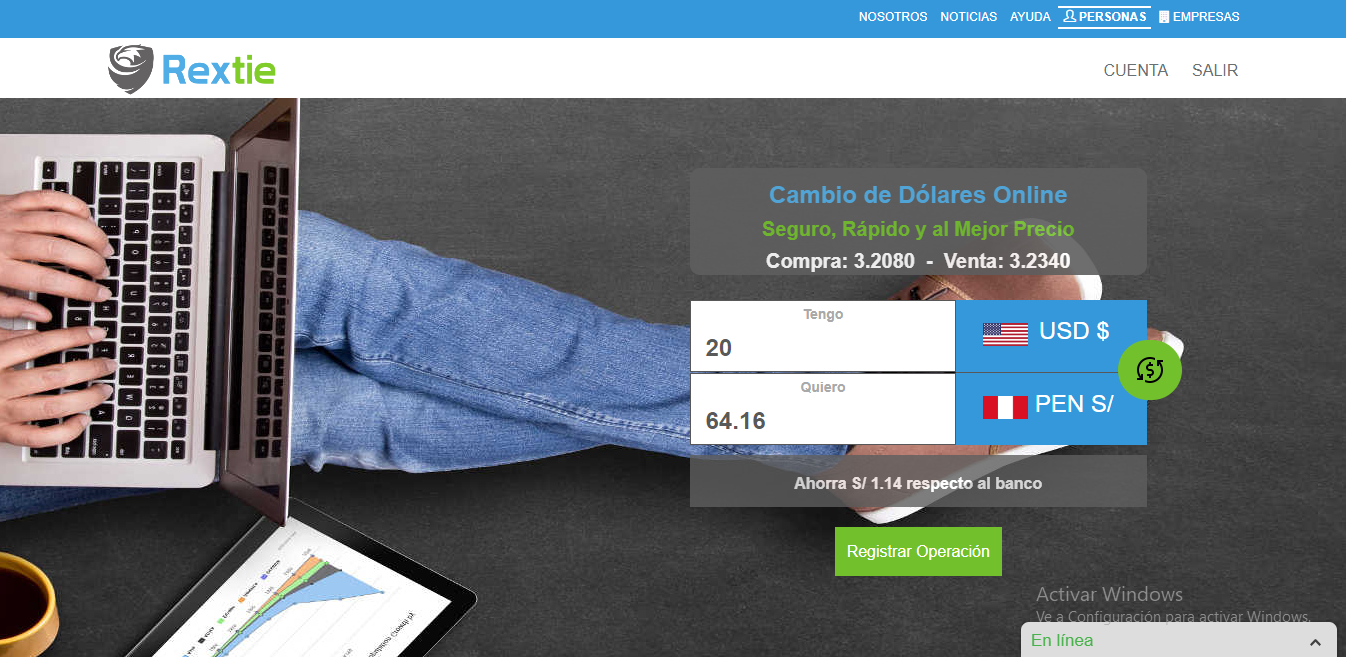 NOSOTROS NOTICIAS AYUDA PERSONAS EMPRESAS
Rextie
CUENTA SALIR
Cambio de Dólares Online
Seguro, Rápido y al Mejor Precio
Compra: 3.2080 - Venta: 3.2340
Tengo
20
USD $
Quiero
64.16
PEN S/
Ahorra S/ 1.14 respecto al banco
Registrar Operación
Activar Windows
Ve a Configuración para activar Windows.
En línea